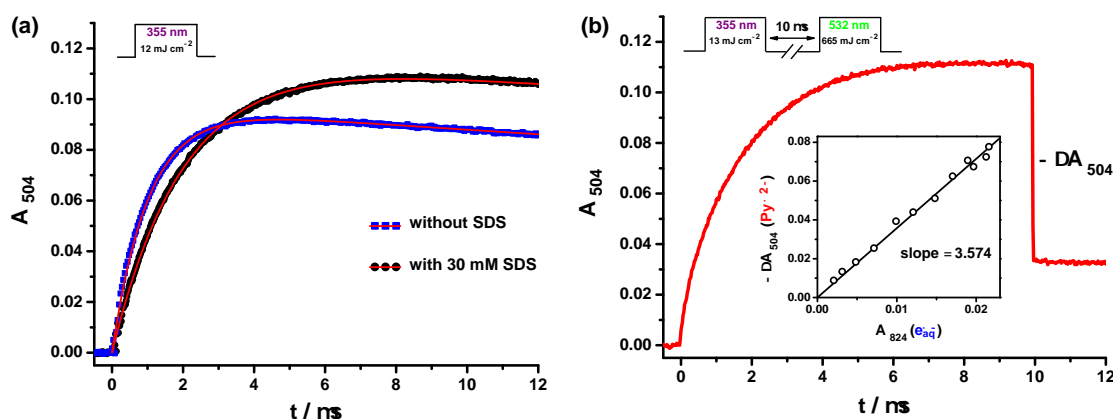 (a)
355 nm
12 mJ cm⁻²
0.12
0.10
0.08
0.06
0.04
0.02
0.00
A 504
without SDS
with 30 mM SDS
0 2 4 6 8 10 12
t / ms
(b)
355 nm
13 mJ cm⁻²
10 ms
532 nm
665 mJ cm⁻²
0.12
0.10
0.08
0.06
0.04
0.02
0.00
A 504
- DA 504
0.08
0.06
0.04
0.02
0.00
- DA 504 (Py· 2-)
slope = 3.574
0.00 0.01 0.02
A 824 (e-aq)
0 2 4 6 8 10 12
t / ms